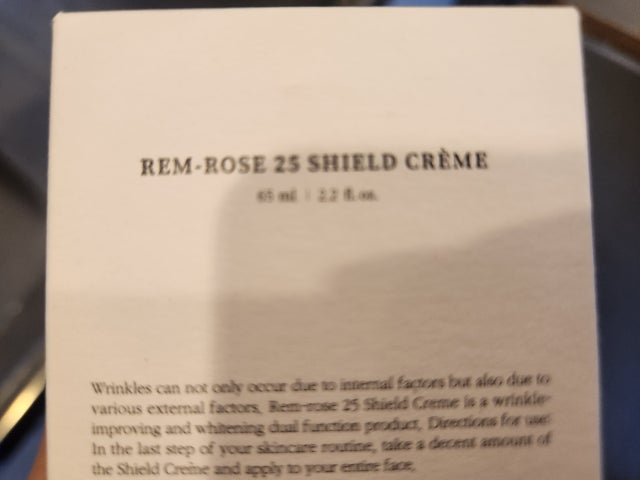 REM-ROSE 25 SHIELD CRÈME
65 ml | 2.2 fl. oz.
Wrinkles can not only occur due to internal factors but also due to
various external factors. Rem-rose 25 Shield Creme is a wrinkle-
improving and whitening dual function product. Directions for use:
In the last step of your skincare routine, take a decent amount of
the Shield Creme and apply to your entire face.